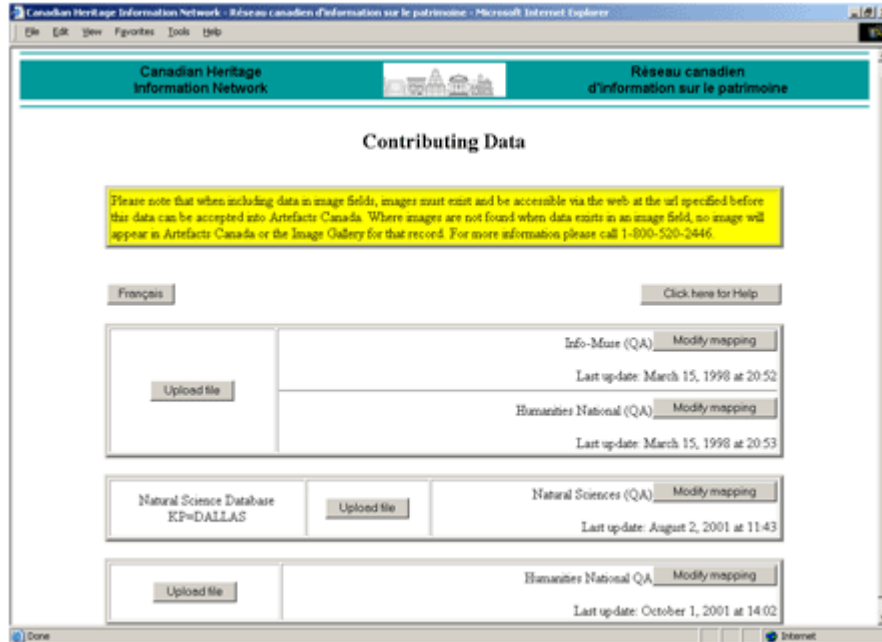 Canadian Heritage Information Network - Réseau canadien d'information sur le patrimoine - Microsoft Internet Explorer
File Edit View Favorites Tools Help
Canadian Heritage
Information Network
Réseau canadien
d'information sur le patrimoine
Contributing Data
Please note that when including data in image fields, images must exist and be accessible via the web at the url specified before
this data can be accepted into Artefacts Canada. Where images are not found when data exists in an image field, no image will
appear in Artefacts Canada or the Image Gallery for that record. For more information please call 1-800-520-2446.
Français
Click here for Help
Upload file
Info-Muse (QA) Modify mapping
Last update: March 15, 1998 at 20:52
Humanities National (QA) Modify mapping
Last update: March 15, 1998 at 20:53
Natural Science Database
KP=DALLAS
Upload file
Natural Sciences (QA) Modify mapping
Last update: August 2, 2001 at 11:43
Upload file
Humanities National QA Modify mapping
Last update: October 1, 2001 at 14:02
Done
Internet